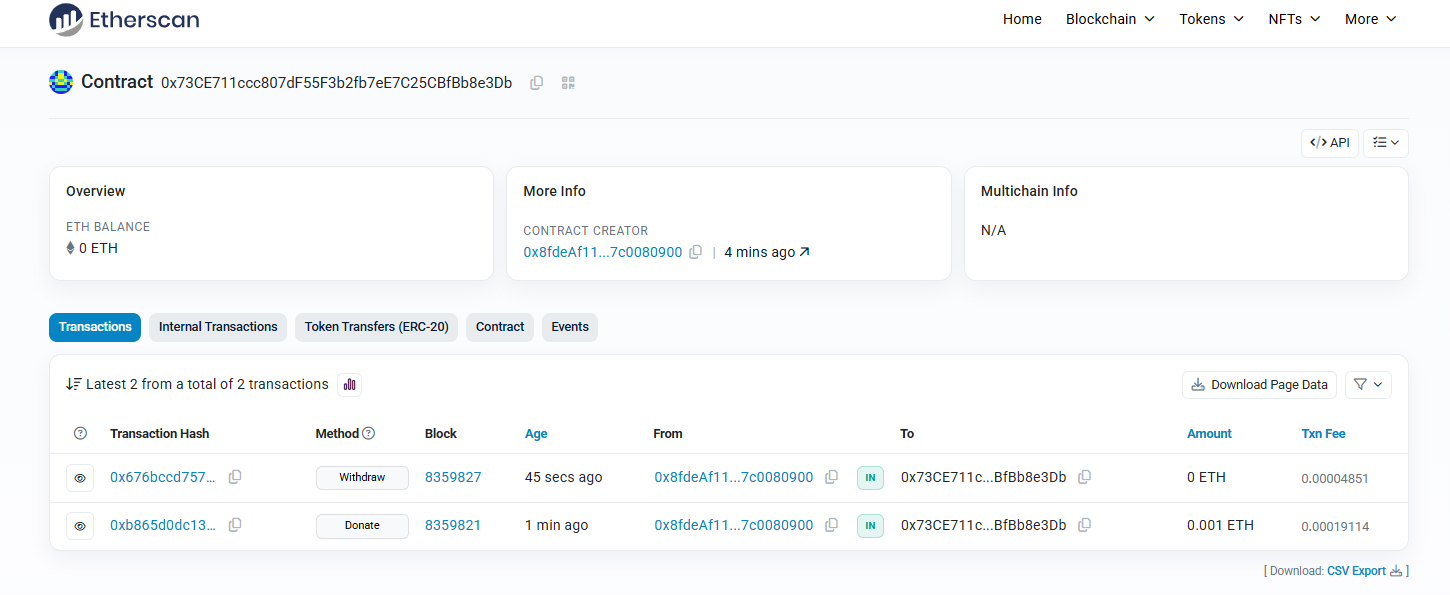 Etherscan
Home Blockchain Tokens NFTs More
Contract 0x73CE711ccc807dF55F3b2fb7eE7C25CBfBb8e3Db
</> API
Overview
ETH BALANCE
0 ETH
More Info
CONTRACT CREATOR
0x8fdeAf11...7c0080900 | 4 mins ago
Multichain Info
N/A
Transactions Internal Transactions Token Transfers (ERC-20) Contract Events
Latest 2 from a total of 2 transactions
Download Page Data
Transaction Hash Method Block Age From To Amount Txn Fee
0x676bccd757... Withdraw 8359827 45 secs ago 0x8fdeAf11...7c0080900 IN 0x73CE711c...BfBb8e3Db 0 ETH 0.00004851
0xb865d0dc13... Donate 8359821 1 min ago 0x8fdeAf11...7c0080900 IN 0x73CE711c...BfBb8e3Db 0.001 ETH 0.00019114
[ Download: CSV Export ]